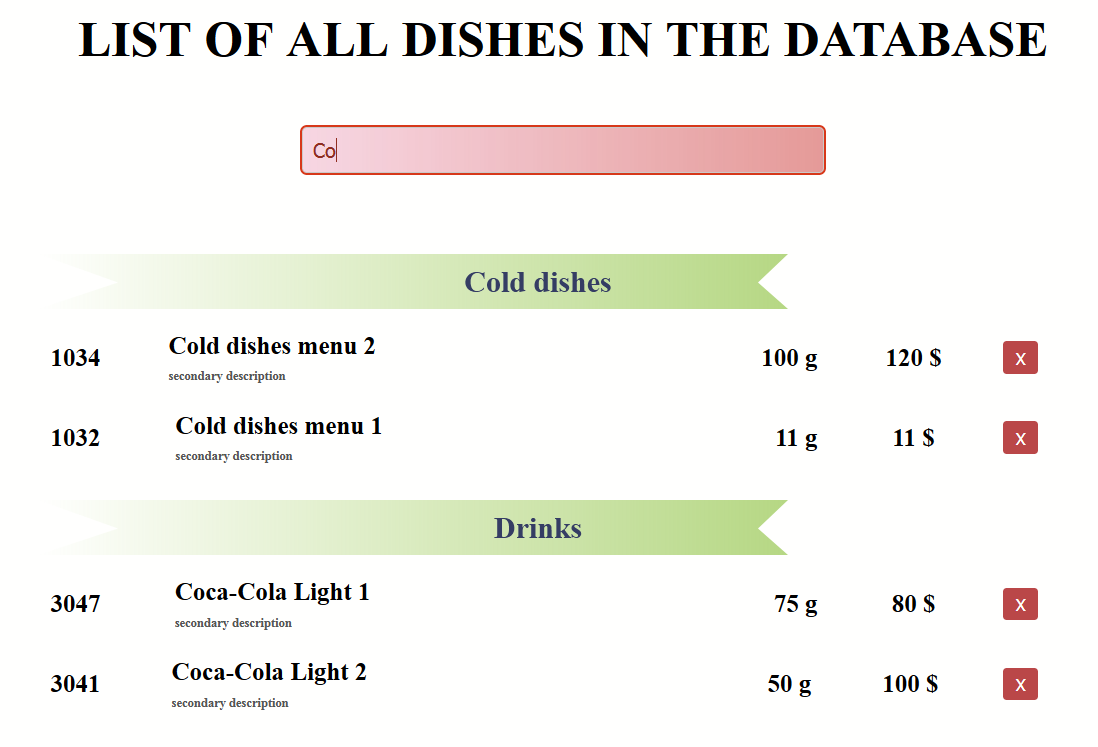 LIST OF ALL DISHES IN THE DATABASE
Co
Cold dishes
1034 Cold dishes menu 2 100 g 120 $ x
secondary description
1032 Cold dishes menu 1 11 g 11 $ x
secondary description
Drinks
3047 Coca-Cola Light 1 75 g 80 $ x
secondary description
3041 Coca-Cola Light 2 50 g 100 $ x
secondary description